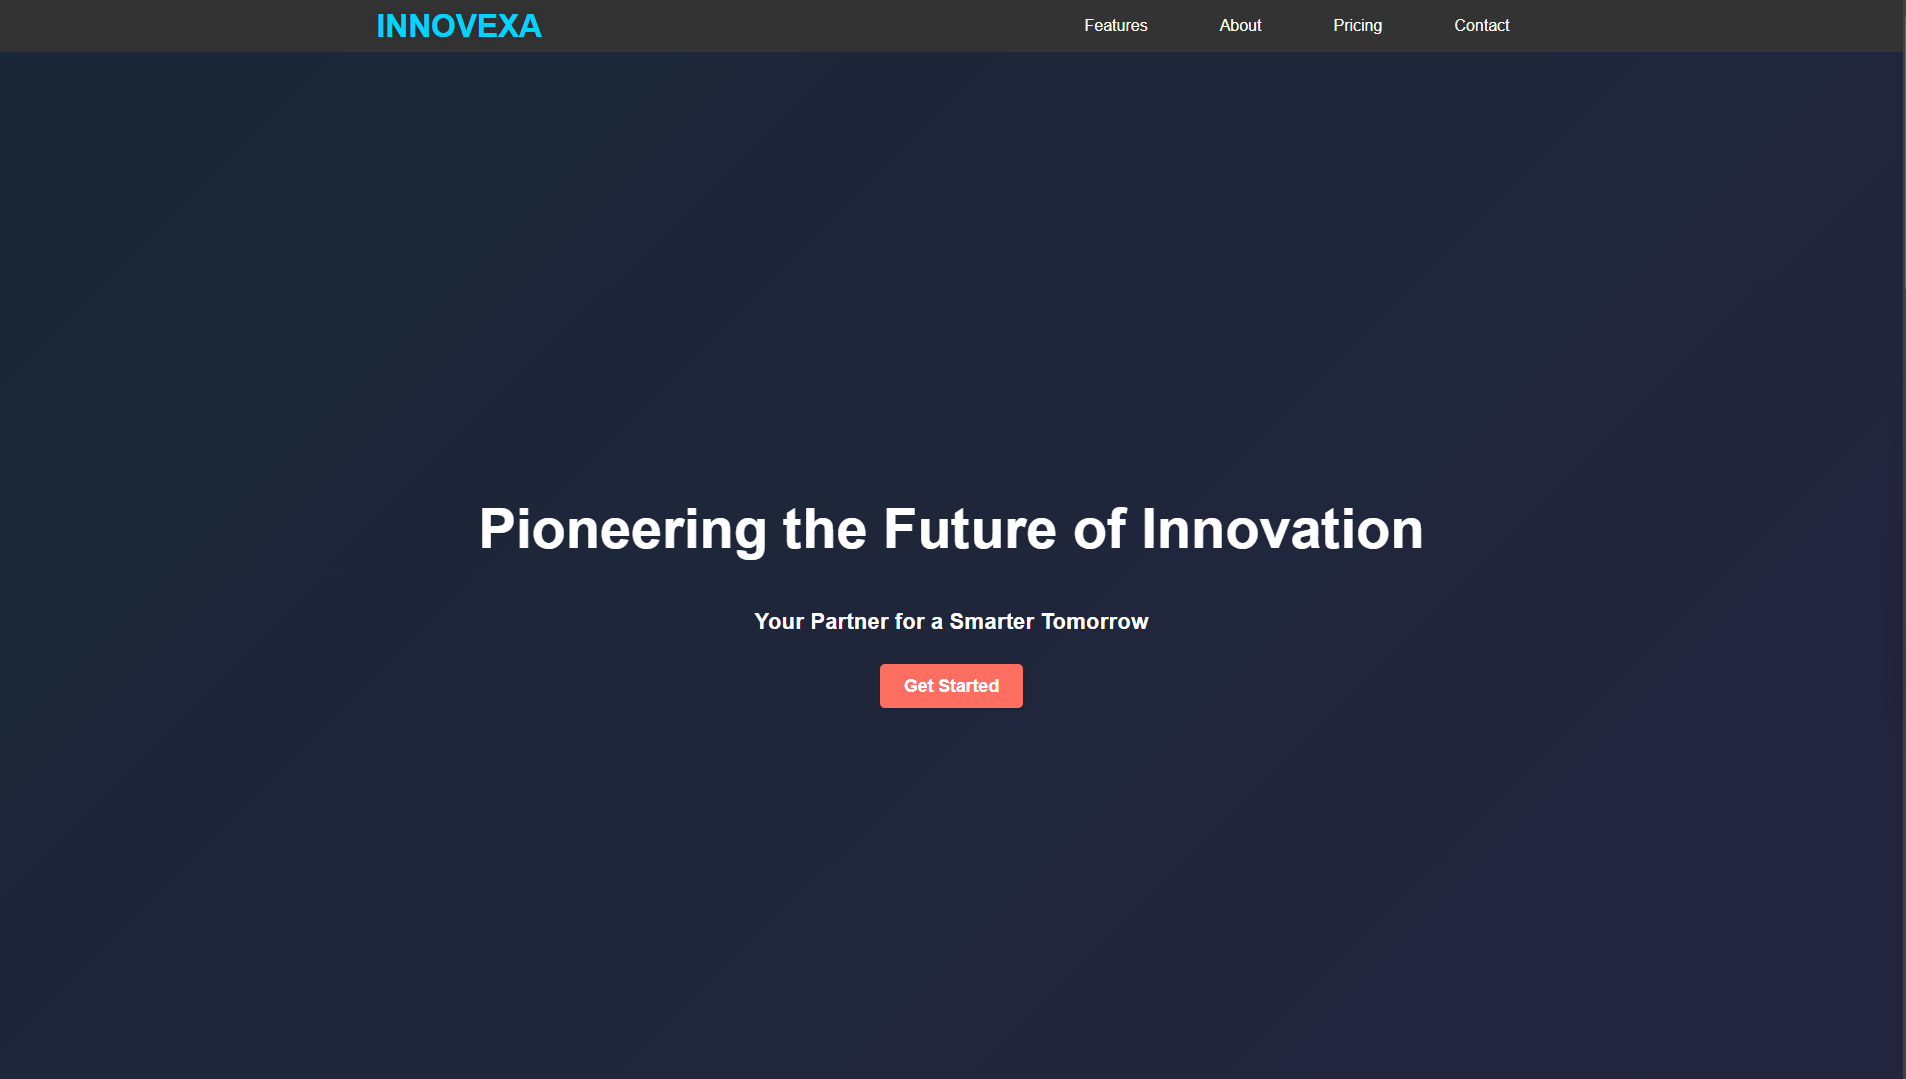 INNOVEXA
Features About Pricing Contact
Pioneering the Future of Innovation
Your Partner for a Smarter Tomorrow
Get Started